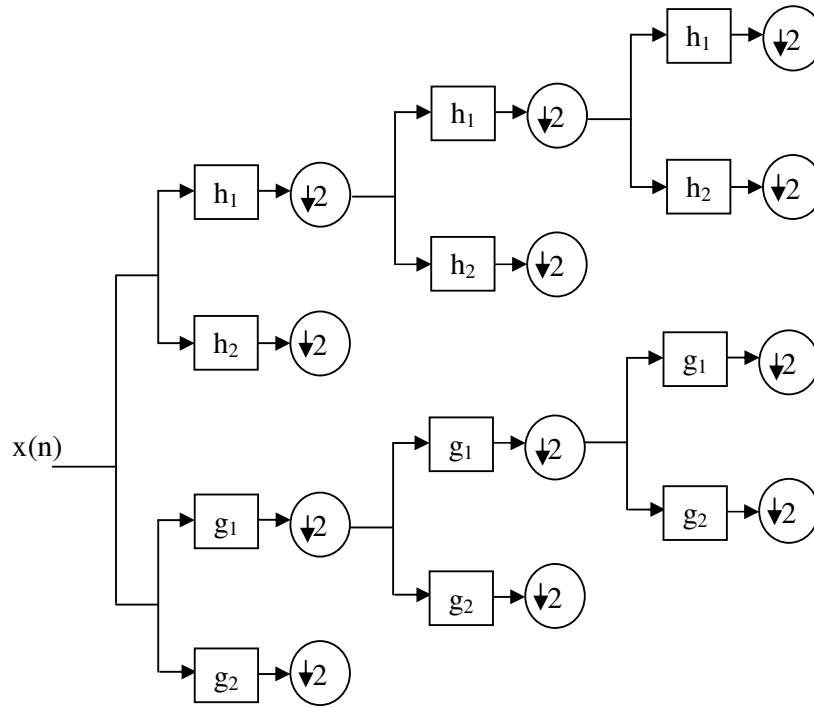 h₁ ↓2
h₁ ↓2
h₂ ↓2
h₁ ↓2
h₂ ↓2
h₂ ↓2
x(n)
g₁ ↓2
g₁ ↓2
g₂ ↓2
g₁ ↓2
g₂ ↓2
g₂ ↓2